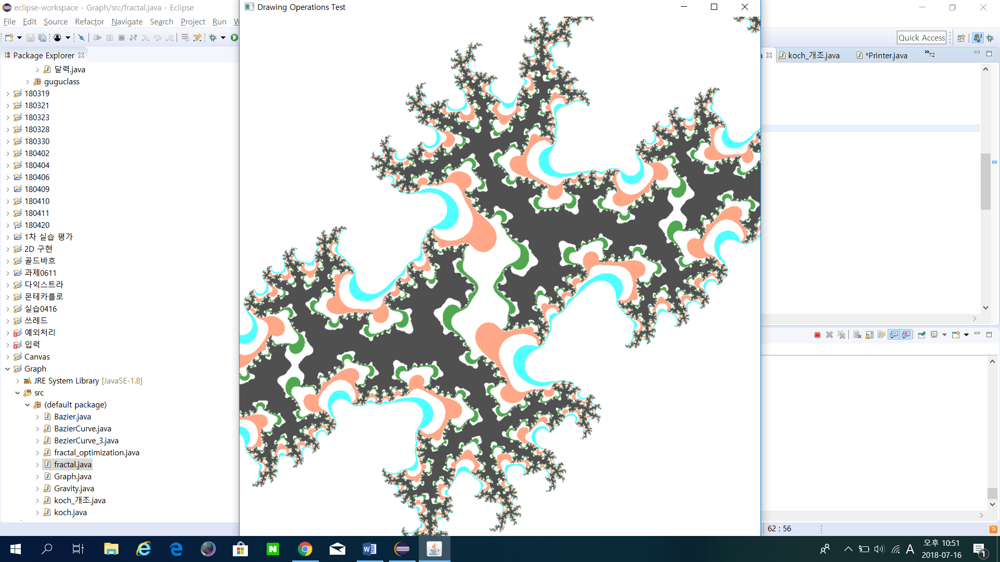 eclipse-workspace - Graph/src/fractal.java - Eclipse
Drawing Operations Test
File Edit Source Refactor Navigate Search Project Run
Quick Access
Package Explorer
koch_개조.java
*Printer.java
»72
달력.java
guguclass
180319
180321
180323
180328
180330
180402
180404
180406
180409
180410
180411
180420
1차 실습 평가
2D 구현
골드바흐
과제0611
다익스트라
몬테카를로
실습0416
쓰레드
예외처리
입력
Canvas
Graph
JRE System Library [JavaSE-1.8]
src
(default package)
Bazier.java
BazierCurve.java
BezierCurve_3.java
fractal_optimization.java
fractal.java
Graph.java
Gravity.java
koch_개조.java
koch.java
62 : 56
A
오후 10:51
2018-07-16
1